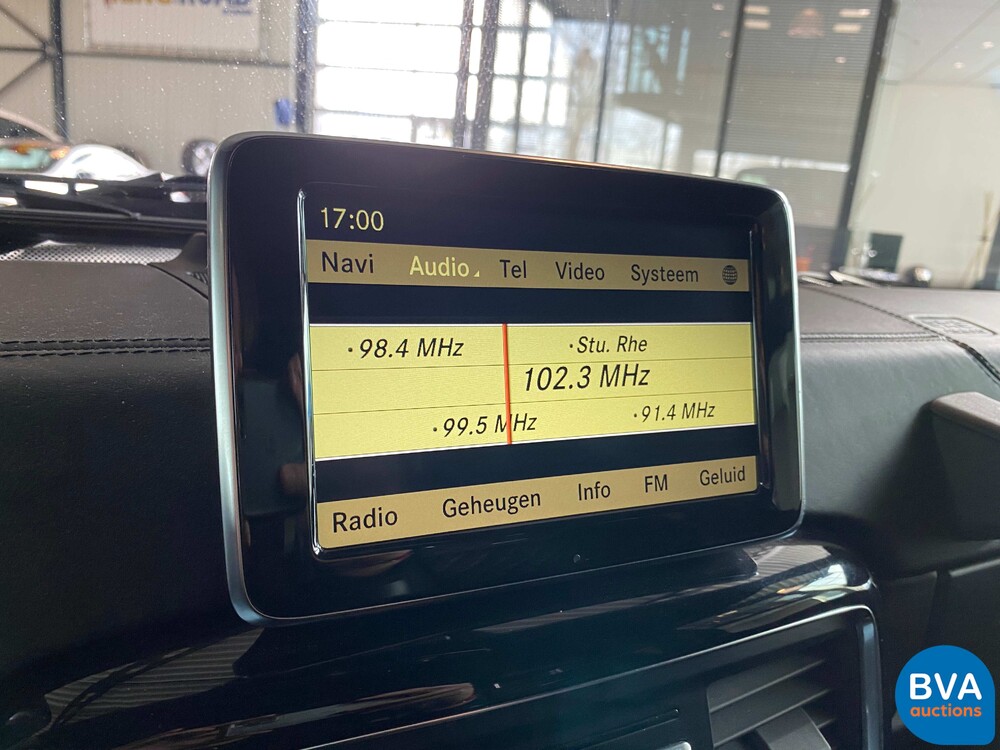 17:00
Navi Audio Tel Video Systeem
·98.4 MHz ·Stu. Rhe
102.3 MHz
·99.5 MHz ·91.4 MHz
Radio Geheugen Info FM Geluid
BVA
auctions